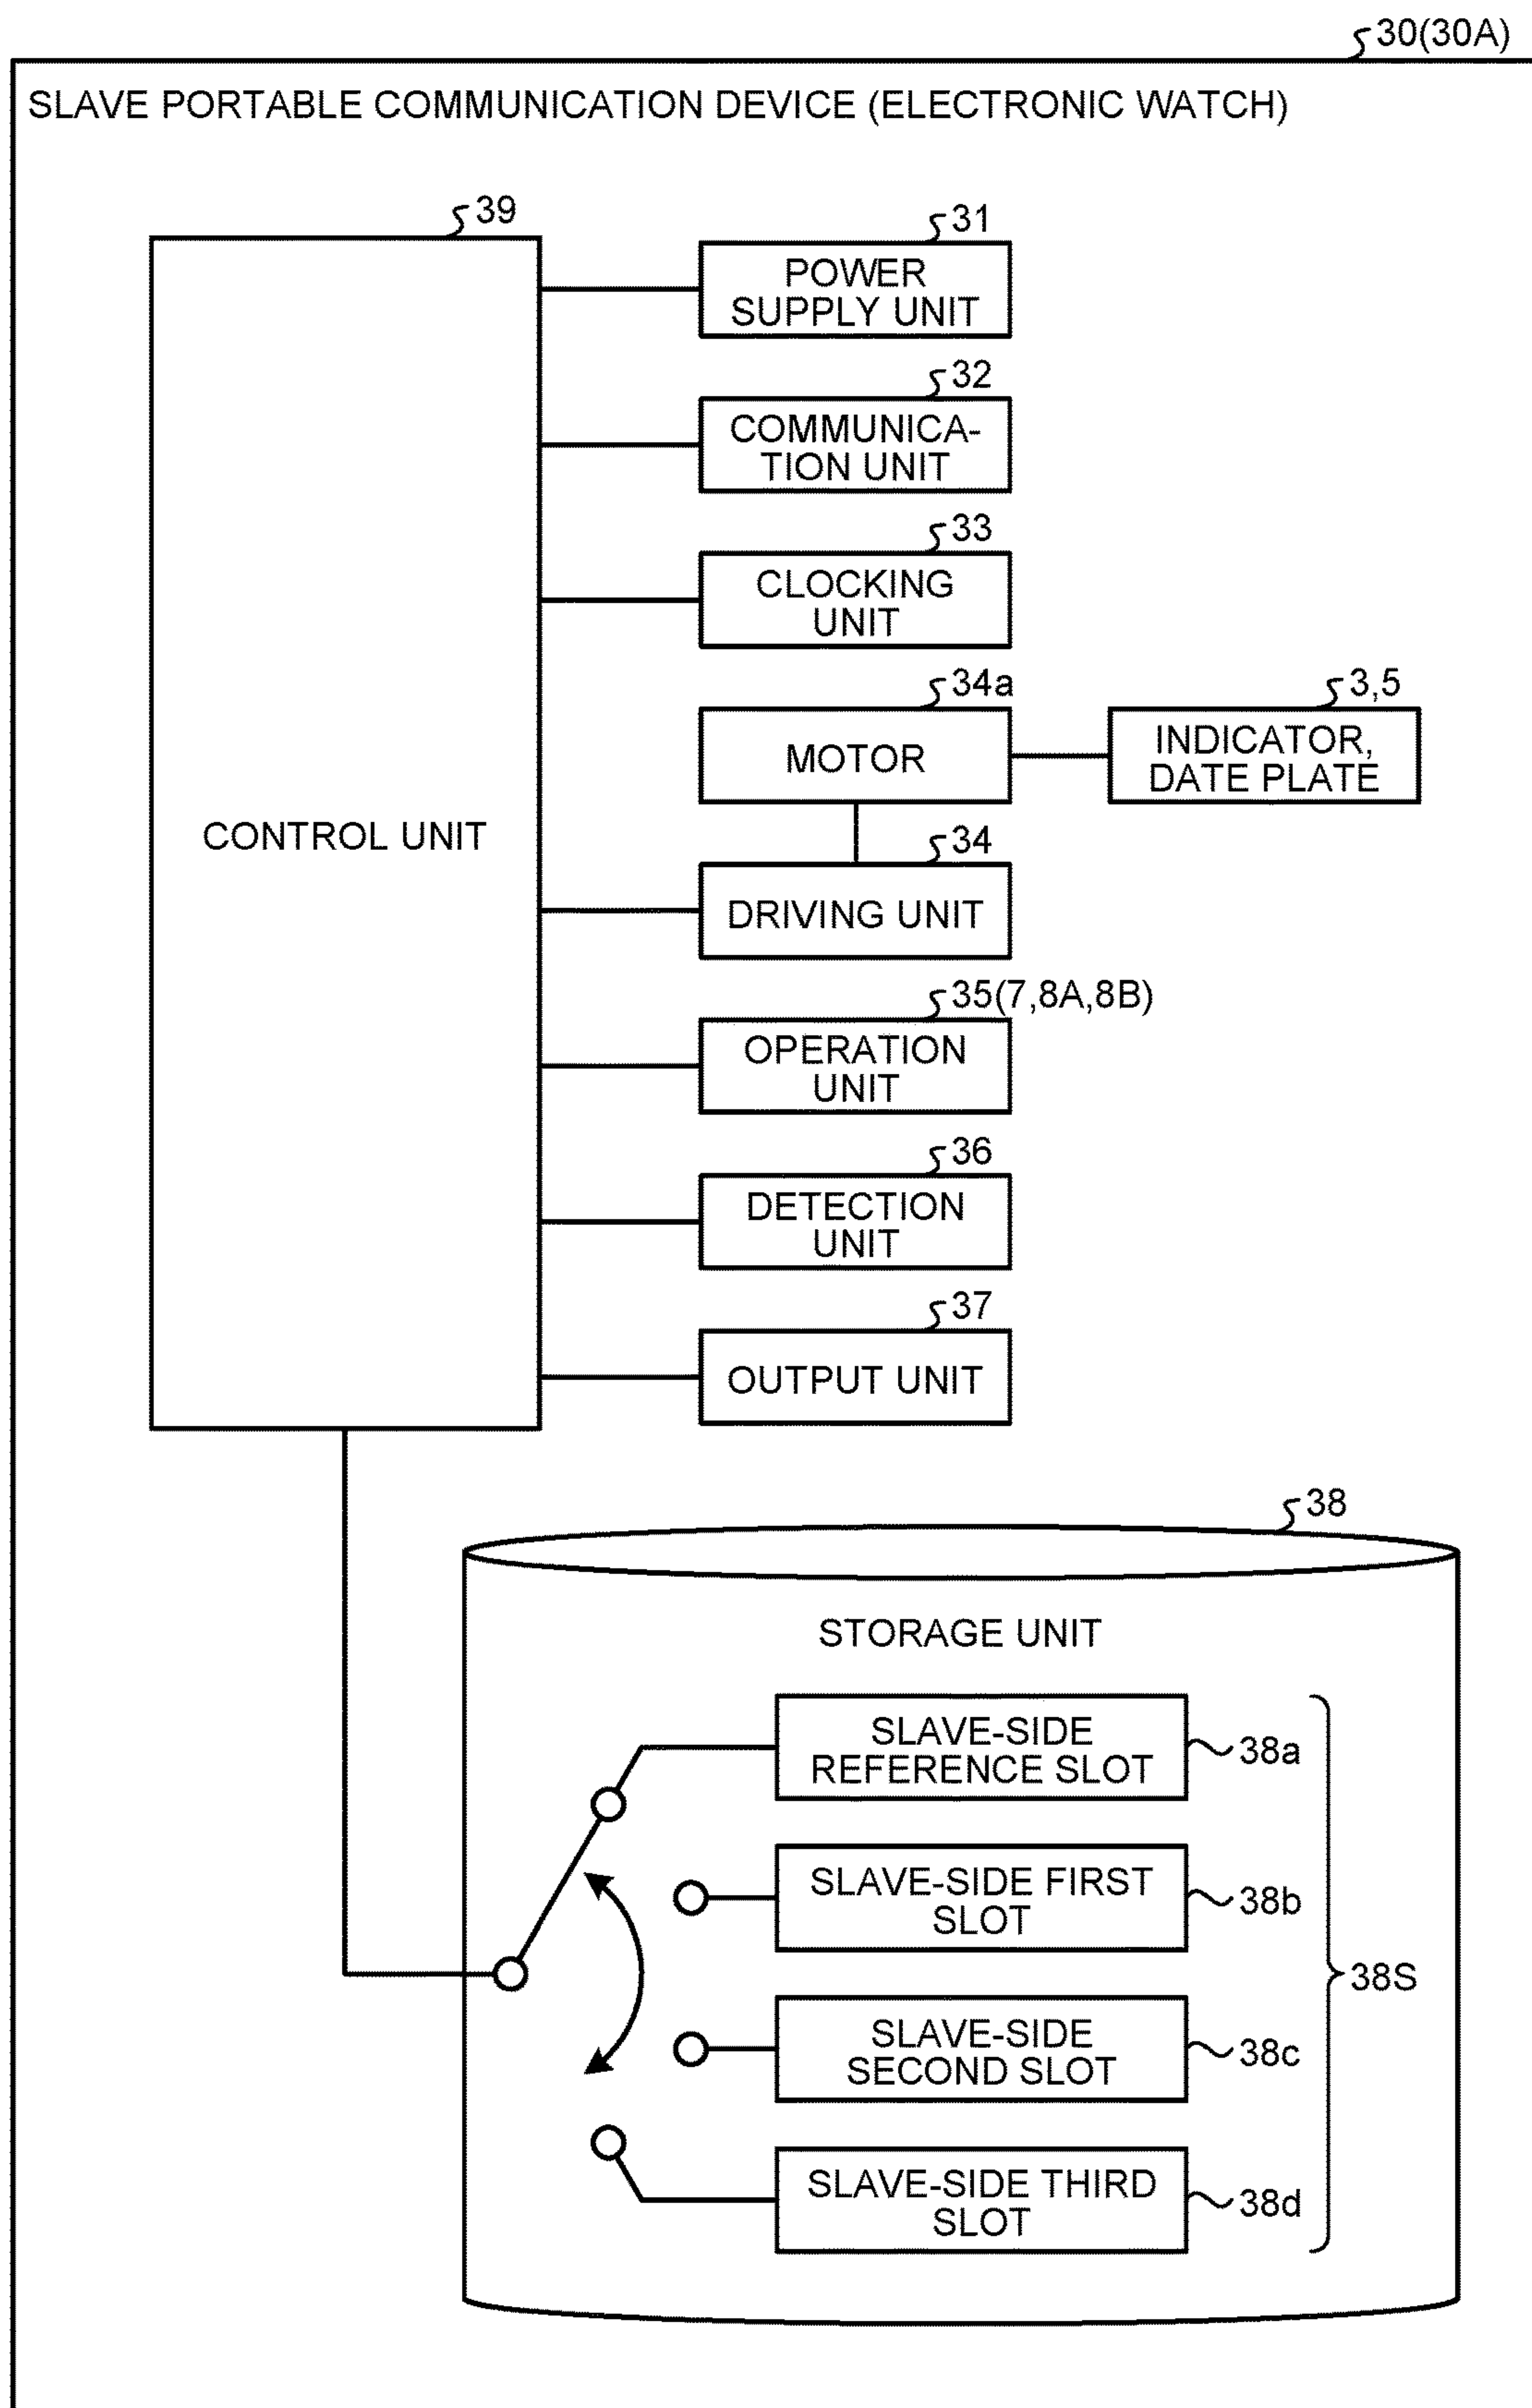 30(30A)
SLAVE PORTABLE COMMUNICATION DEVICE (ELECTRONIC WATCH)
39
CONTROL UNIT
31
POWER
SUPPLY UNIT
32
COMMUNICA-
TION UNIT
33
CLOCKING
UNIT
34a
MOTOR
3,5
INDICATOR,
DATE PLATE
34
DRIVING UNIT
35(7,8A,8B)
OPERATION
UNIT
36
DETECTION
UNIT
37
OUTPUT UNIT
38
STORAGE UNIT
SLAVE-SIDE
REFERENCE SLOT
38a
SLAVE-SIDE FIRST
SLOT
38b
38S
SLAVE-SIDE
SECOND SLOT
38c
SLAVE-SIDE THIRD
SLOT
38d